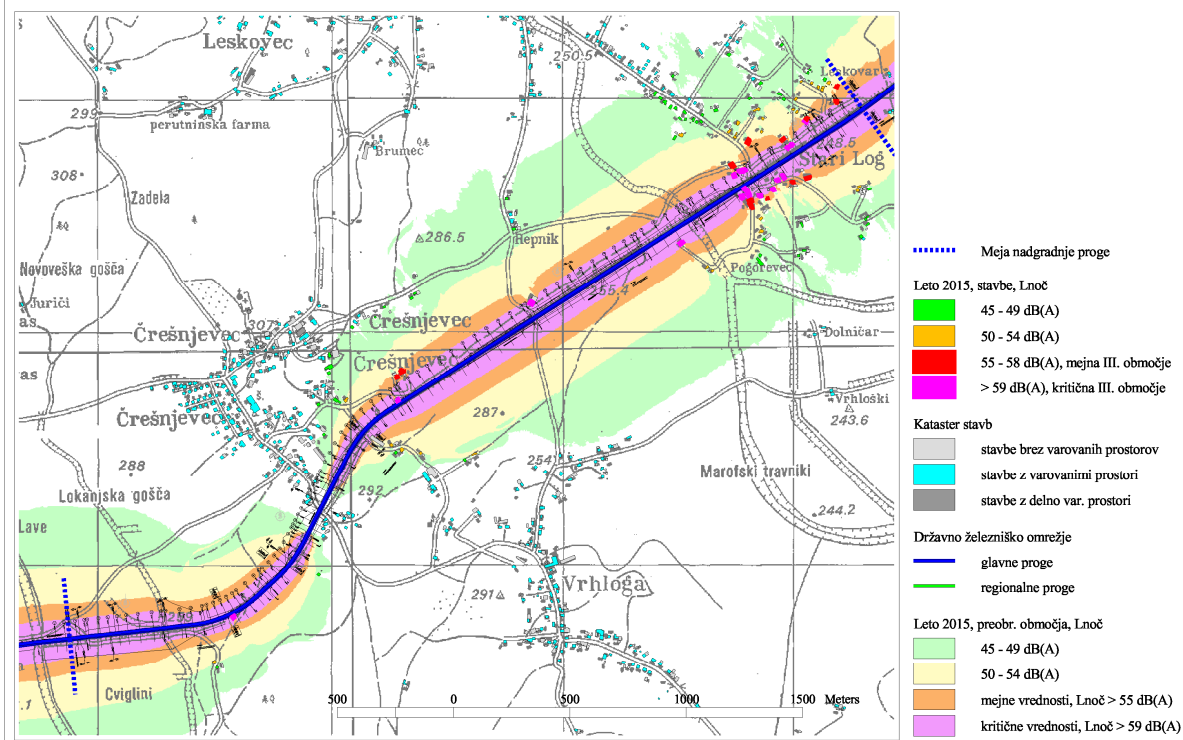 Leskovec
250.5
Leskovar
299
perutninska farma
Brumec
248.5
Stari Log
308
Zadela
286.5
Hepnik
Novoveška gošča
Pogorevec
255.4
Juriči
as
307
Črešnjevec
Črešnjevec
Dolničar
as
Črešnjevec
Vrhloški
243.6
287
Črešnjevec
288
254
Marofski travniki
Lokanjska gošča
292
244.2
Lave
291
Vrhloga
259
Cviglini
.1
500 0 500 1000 1500 Meters
Meja nadgradnje proge
Leto 2015, stavbe, Lnoč
45 - 49 dB(A)
50 - 54 dB(A)
55 - 58 dB(A), mejna III. območje
> 59 dB(A), kritična III. območje
Kataster stavb
stavbe brez varovanih prostorov
stavbe z varovanimi prostori
stavbe z delno var. prostori
Državno železniško omrežje
glavne proge
regionalne proge
Leto 2015, preobr. območja, Lnoč
45 - 49 dB(A)
50 - 54 dB(A)
mejne vrednosti, Lnoč > 55 dB(A)
kritične vrednosti, Lnoč > 59 dB(A)